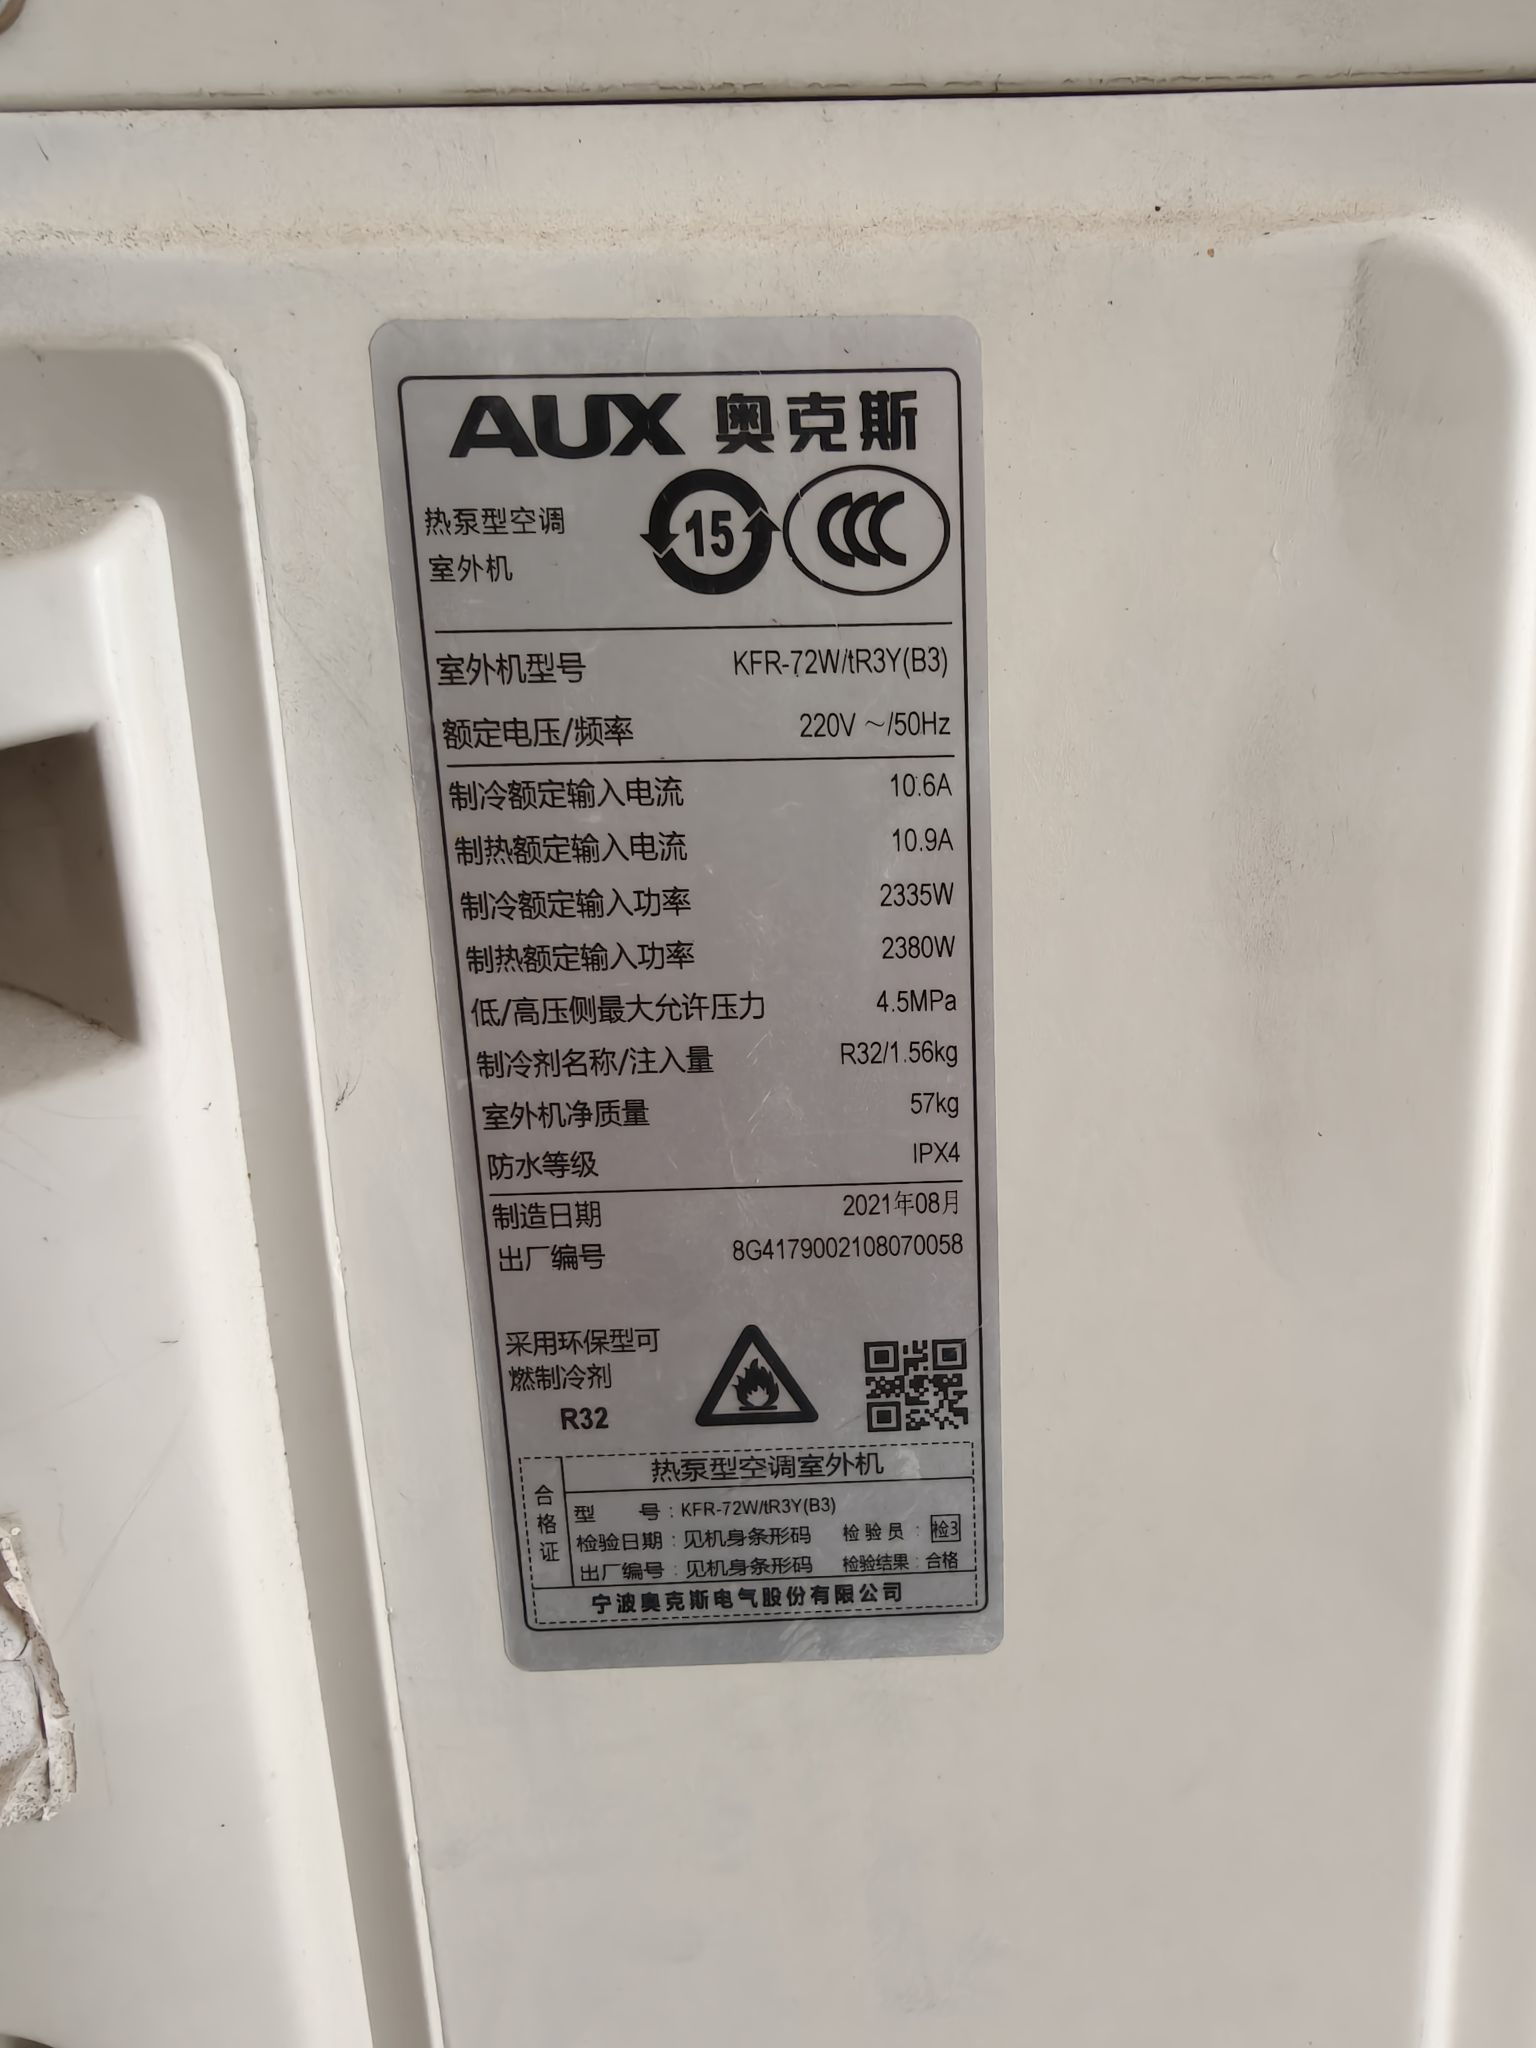 AUX 奥克斯
热泵型空调
室外机
15
室外机型号 KFR-72W/tR3Y(B3)
额定电压/频率 220V ～/50Hz
制冷额定输入电流 10.6A
制热额定输入电流 10.9A
制冷额定输入功率 2335W
制热额定输入功率 2380W
低/高压侧最大允许压力 4.5MPa
制冷剂名称/注入量 R32/1.56kg
室外机净质量 57kg
防水等级 IPX4
制造日期 2021年08月
出厂编号 8G4179002108070058
采用环保型可
燃制冷剂
R32
合格证
热泵型空调室外机
型 号：KFR-72W/tR3Y(B3)
检验日期：见机身条形码 检验员：检3
出厂编号：见机身条形码 检验结果：合格
宁波奥克斯电气股份有限公司